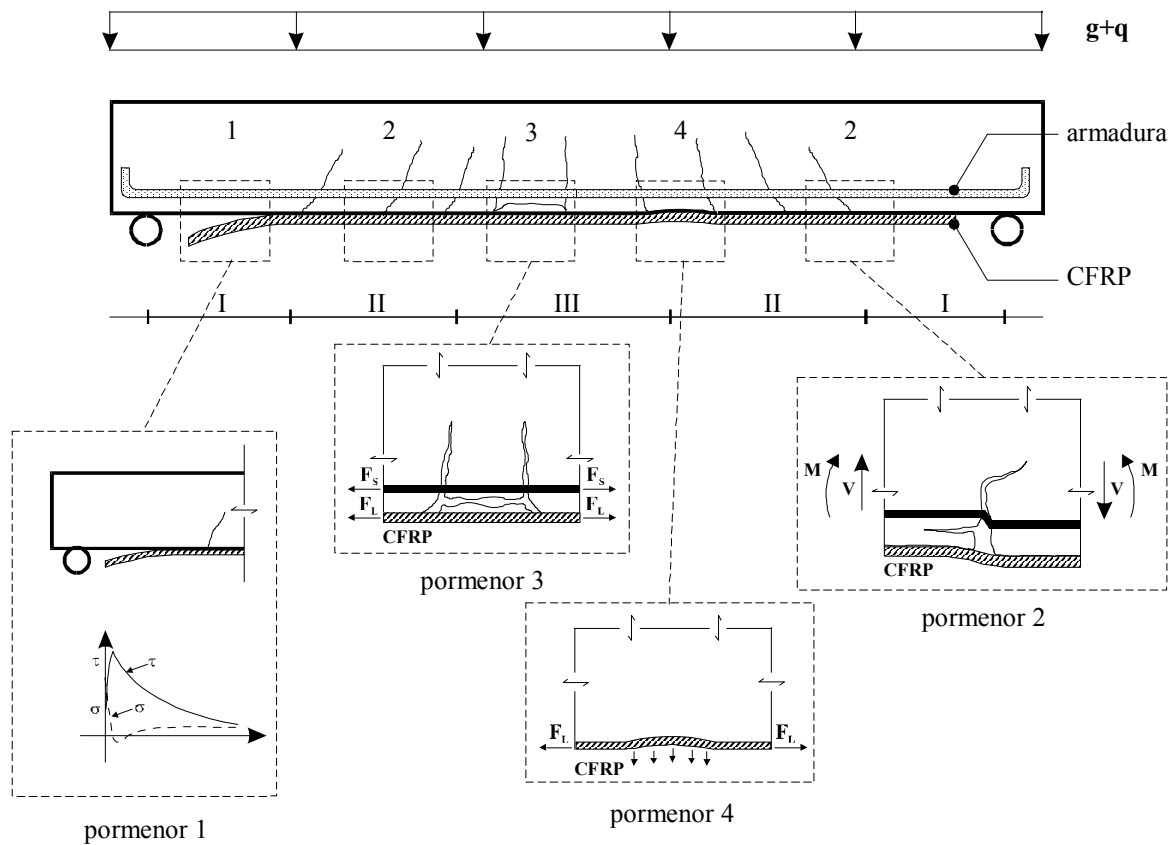 g+q
1 2 3 4 2
armadura
CFRP
I II III II I
F_S F_S
F_L F_L
CFRP
pormenor 3
M V V M
CFRP
pormenor 2
τ τ
σ σ
pormenor 1
F_L F_L
CFRP
pormenor 4